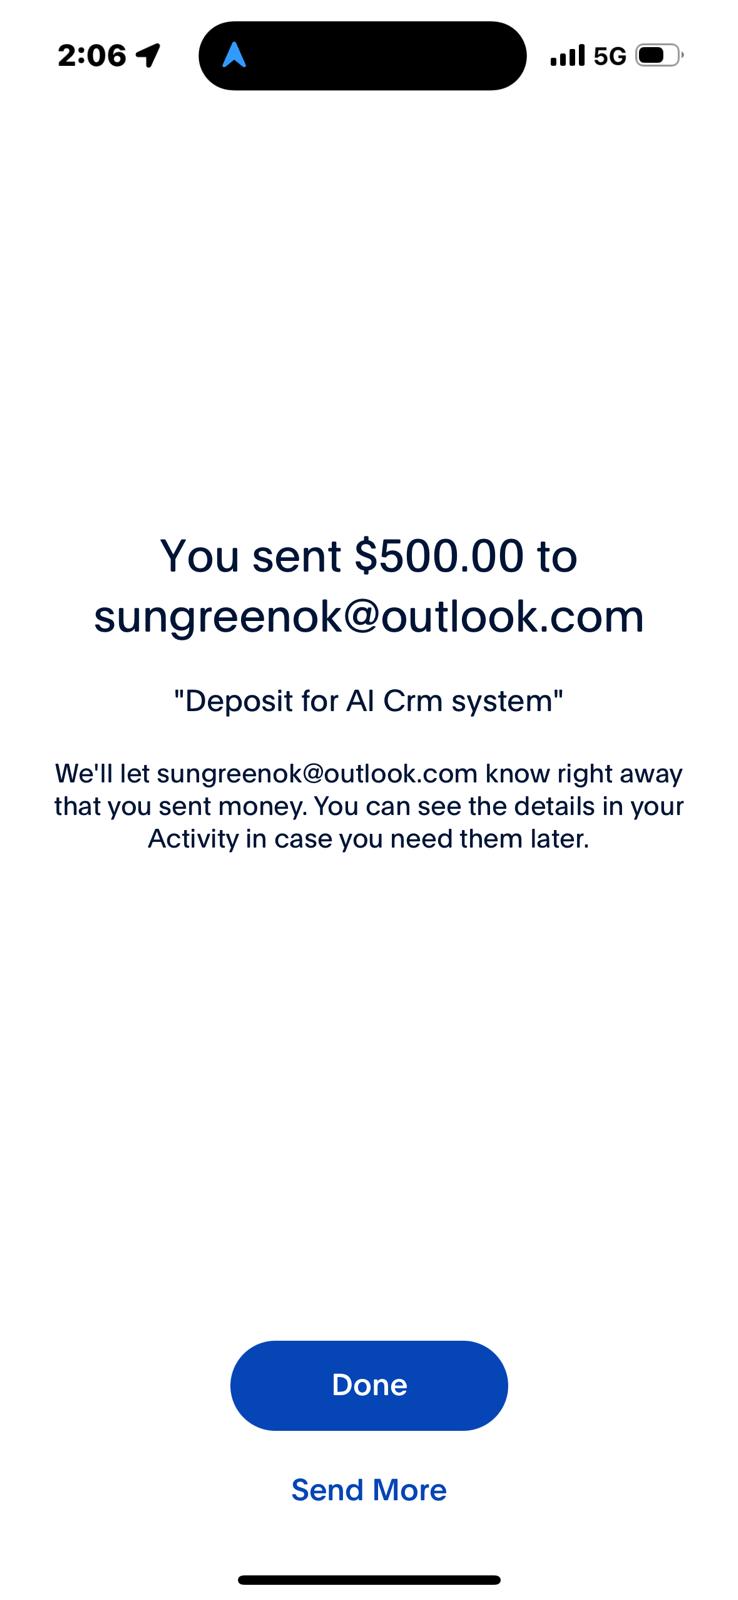 2:06
5G
You sent $500.00 to
sungreenok@outlook.com
"Deposit for AI Crm system"
We'll let sungreenok@outlook.com know right away
that you sent money. You can see the details in your
Activity in case you need them later.
Done
Send More